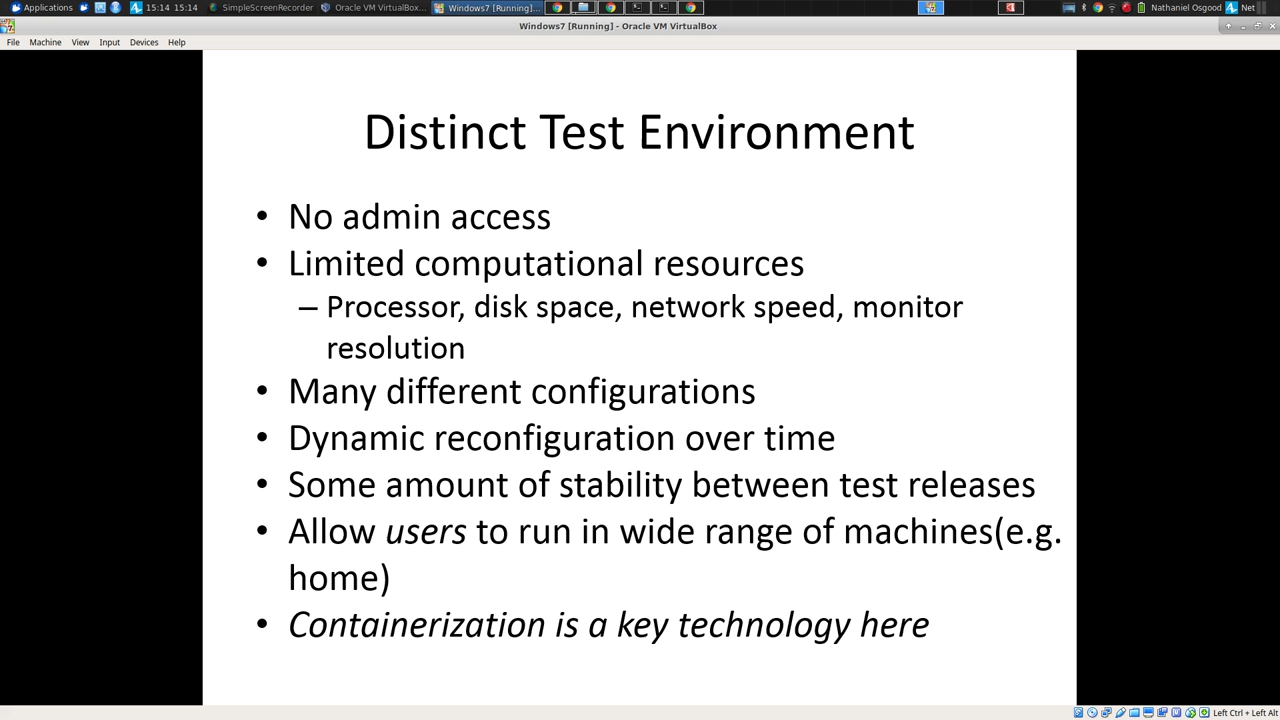 Applications 15:14 15:14 SimpleScreenRecorder Oracle VM VirtualBox... Windows7 [Running]... Nathaniel Osgood Net
Windows7 [Running] - Oracle VM VirtualBox
File Machine View Input Devices Help
Distinct Test Environment
• No admin access
• Limited computational resources
– Processor, disk space, network speed, monitor
resolution
• Many different configurations
• Dynamic reconfiguration over time
• Some amount of stability between test releases
• Allow users to run in wide range of machines(e.g.
home)
• Containerization is a key technology here
Left Ctrl + Left Alt